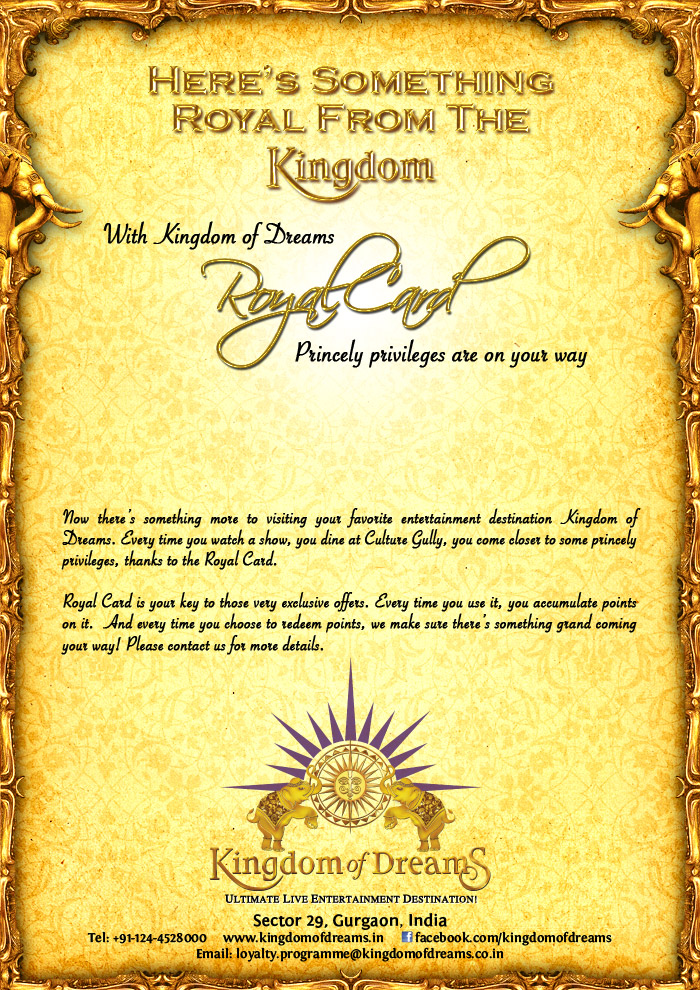 Here's Something
Royal From The
Kingdom
With Kingdom of Dreams
Royal Card
Princely privileges are on your way
Now there's something more to visiting your favorite entertainment destination Kingdom of
Dreams. Every time you watch a show, you dine at Culture Gully, you come closer to some princely
privileges, thanks to the Royal Card.
Royal Card is your key to those very exclusive offers. Every time you use it, you accumulate points
on it. And every time you choose to redeem points, we make sure there's something grand coming
your way! Please contact us for more details.
Kingdom of Dreams
Ultimate Live Entertainment Destination!
Sector 29, Gurgaon, India
Tel: +91-124-4528000 www.kingdomofdreams.in facebook.com/kingdomofdreams
Email: loyalty.programme@kingdomofdreams.co.in